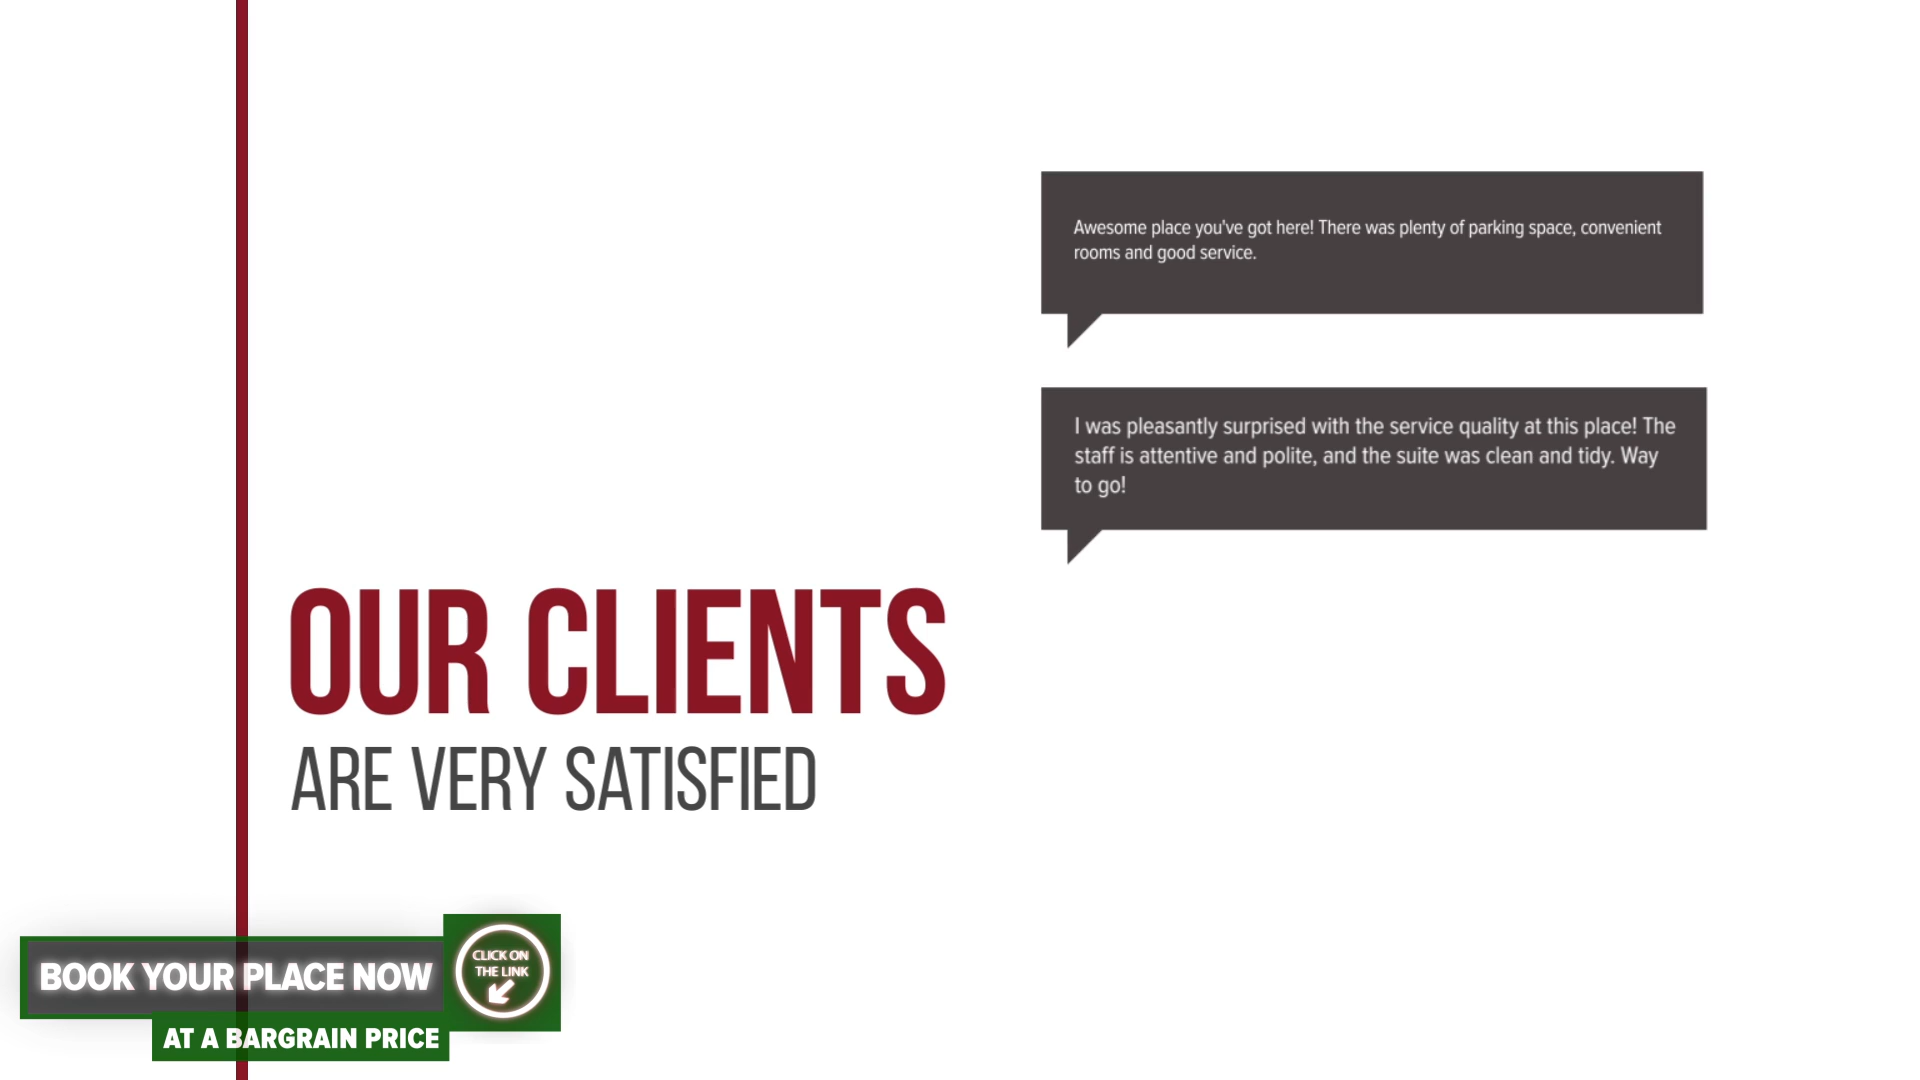 Awesome place you've got here! There was plenty of parking space, convenient
rooms and good service.
I was pleasantly surprised with the service quality at this place! The
staff is attentive and polite, and the suite was clean and tidy. Way
to go!
OUR CLIENTS
ARE VERY SATISFIED
BOOK YOUR PLACE NOW
CLICK ON
THE LINK
AT A BARGRAIN PRICE